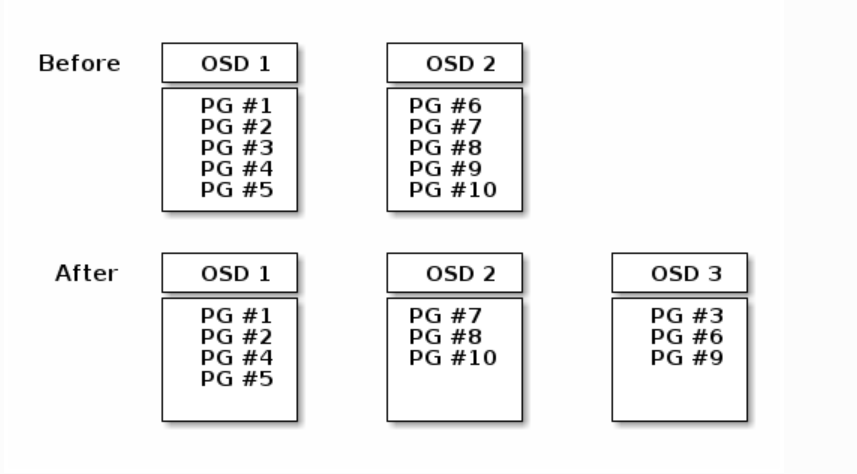 Before
OSD 1
OSD 2
PG #1
PG #2
PG #3
PG #4
PG #5
PG #6
PG #7
PG #8
PG #9
PG #10
After
OSD 1
OSD 2
OSD 3
PG #1
PG #2
PG #4
PG #5
PG #7
PG #8
PG #10
PG #3
PG #6
PG #9